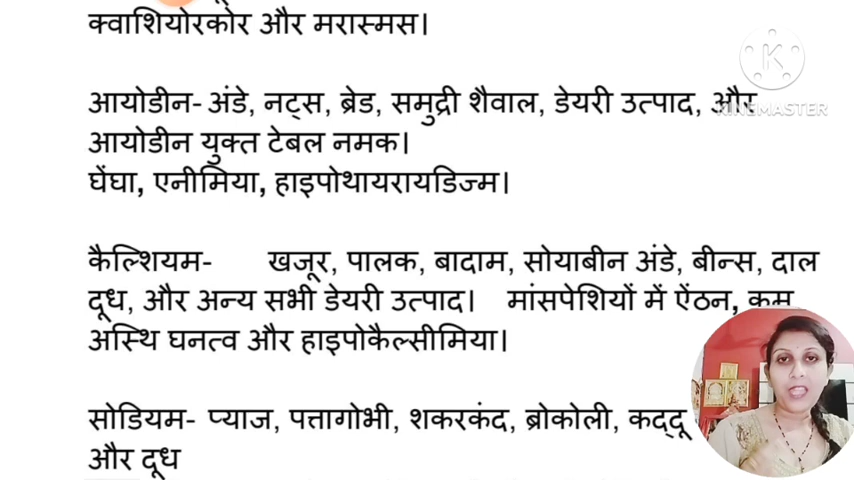 क्वाशियोरकोर और मरास्मस।
आयोडीन- अंडे, नट्स, ब्रेड, समुद्री शैवाल, डेयरी उत्पाद, और
आयोडीन युक्त टेबल नमक।
घेंघा, एनीमिया, हाइपोथायरायडिज्म।
कैल्शियम- खजूर, पालक, बादाम, सोयाबीन अंडे, बीन्स, दाल
दूध, और अन्य सभी डेयरी उत्पाद। मांसपेशियों में ऐंठन, कम
अस्थि घनत्व और हाइपोकैल्सीमिया।
सोडियम- प्याज, पत्तागोभी, शकरकंद, ब्रोकोली, कद्दू
और दूध
K
KINEMASTER